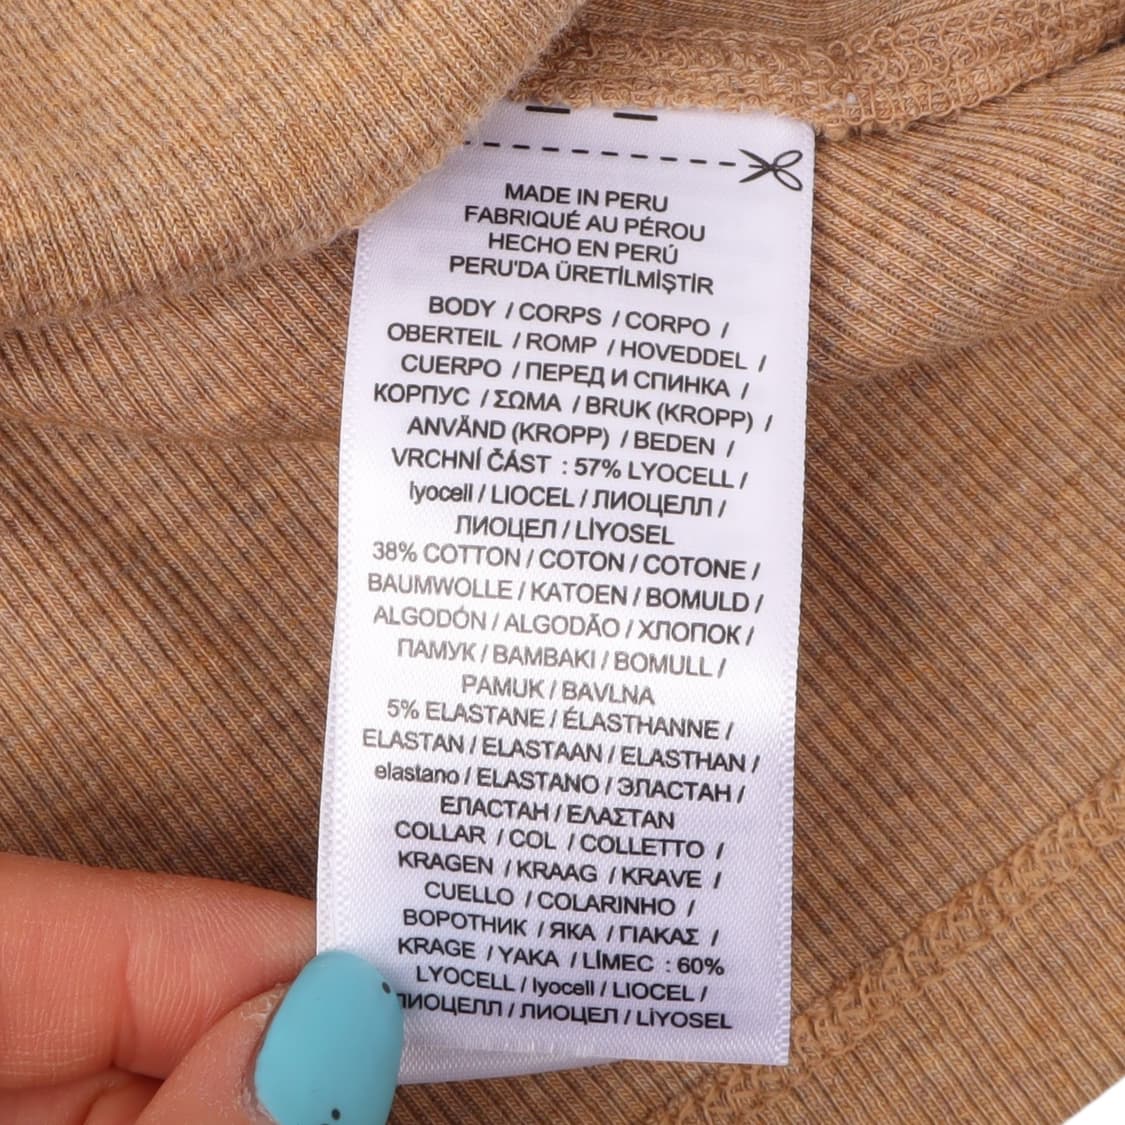 MADE IN PERU
FABRIQUÉ AU PÉROU
HECHO EN PERÚ
PERU'DA ÜRETİLMİŞTİR
BODY / CORPS / CORPO /
OBERTEIL / ROMP / HOVEDDEL /
CUERPO / ПЕРЕД И СПИНКА /
КОРПУС / ΣΩΜΑ / BRUK (KROPP) /
ANVÄND (KROPP) / BEDEN /
VRCHNÍ ČÁST : 57% LYOCELL /
lyocell / LIOCEL / ЛИОЦЕЛЛ /
ЛИОЦЕЛ / LİYOSEL
38% COTTON / COTON / COTONE /
BAUMWOLLE / KATOEN / BOMULD /
ALGODÓN / ALGODÃO / ХЛОПОК /
ПАМУК / BAMBAKI / BOMULL /
PAMUK / BAVLNA
5% ELASTANE / ÉLASTHANNE /
ELASTAN / ELASTAAN / ELASTHAN /
elastano / ELASTANO / ЭЛАСТАН /
ЕЛАСТАН / ΕΛΑΣΤΑΝ
COLLAR / COL / COLLETTO /
KRAGEN / KRAAG / KRAVE /
CUELLO / COLARINHO /
ВОРОТНИК / ЯКА / ΓΙΑΚΑΣ /
KRAGE / YAKA / LÍMEC : 60%
LYOCELL / lyocell / LIOCEL /
ЛИОЦЕЛЛ / ЛИОЦЕЛ / LİYOSEL